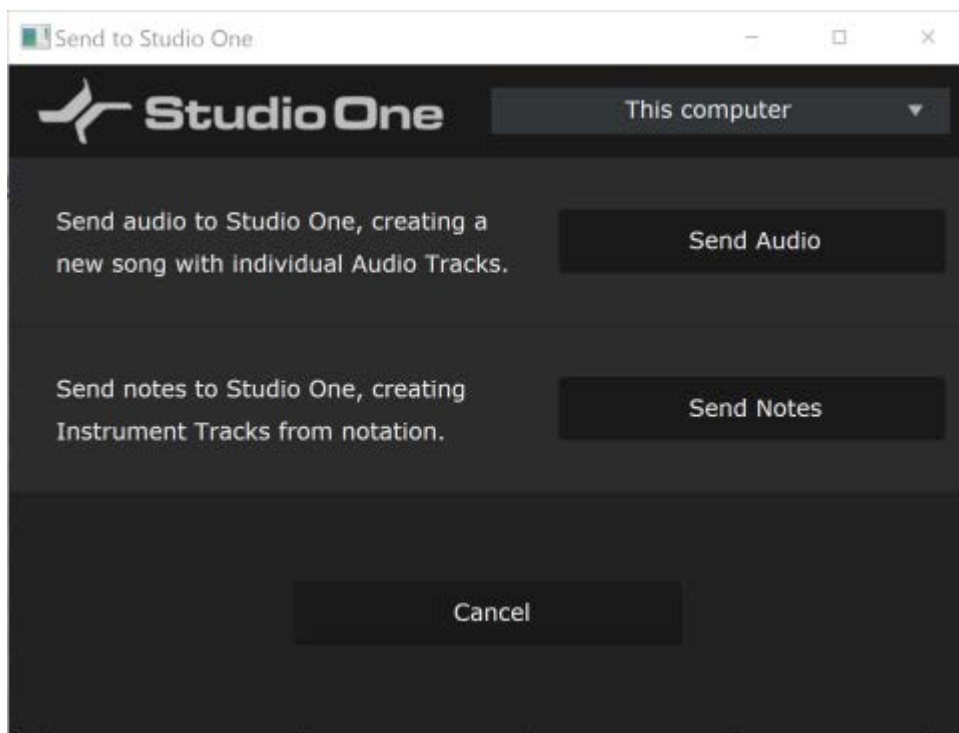 Send to Studio One
Studio One
This computer
Send audio to Studio One, creating a
new song with individual Audio Tracks.
Send Audio
Send notes to Studio One, creating
Instrument Tracks from notation.
Send Notes
Cancel